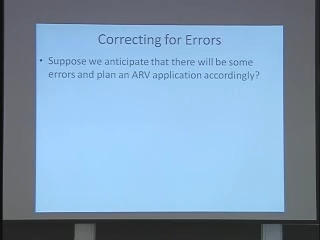 Correcting for Errors
• Suppose we anticipate that there will be some
errors and plan an ARV application accordingly?